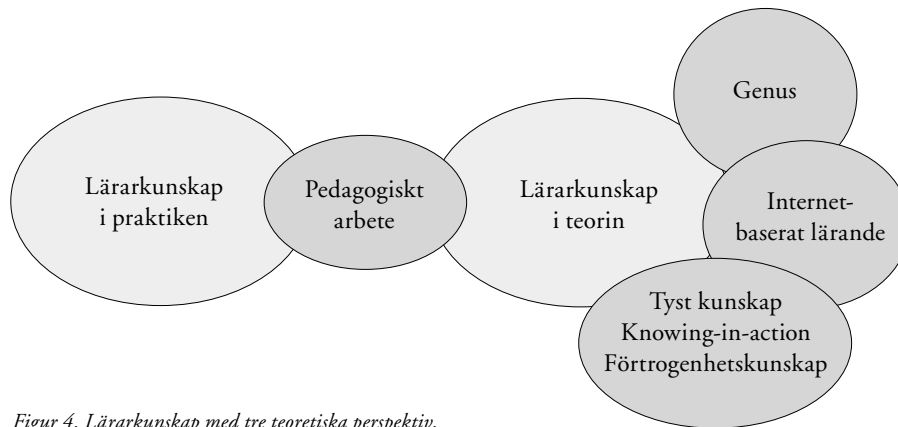 Genus
Lärarkunskap
i praktiken
Pedagogiskt
arbete
Lärarkunskap
i teorin
Internet-
baserat lärande
Tyst kunskap
Knowing-in-action
Förtrogenhetskunskap
Figur 4. Lärarkunskap med tre teoretiska perspektiv.